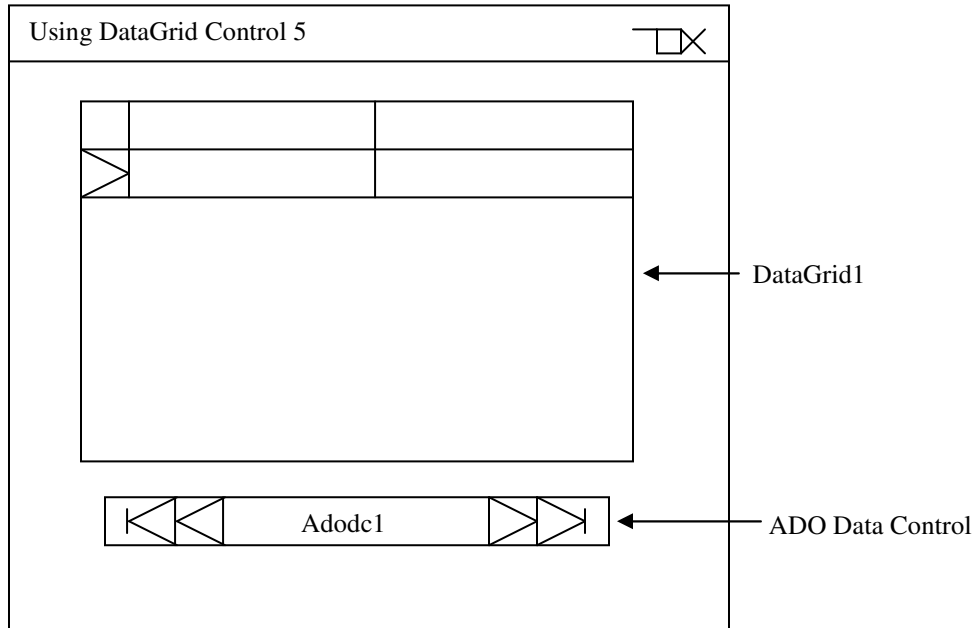 Using DataGrid Control 5
DataGrid1
Adodc1
ADO Data Control